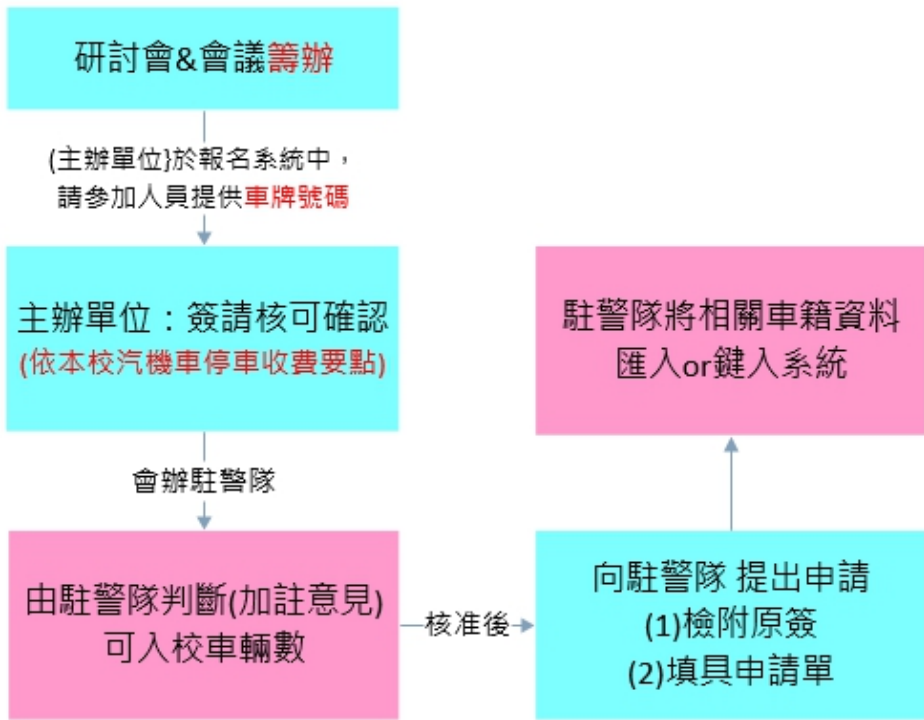 研討會&會議籌辦
(主辦單位}於報名系統中，
請參加人員提供車牌號碼
主辦單位：簽請核可確認
(依本校汽機車停車收費要點)
會辦駐警隊
由駐警隊判斷(加註意見)
可入校車輛數
核准後
向駐警隊 提出申請
(1)檢附原簽
(2)填具申請單
駐警隊將相關車籍資料
匯入or鍵入系統